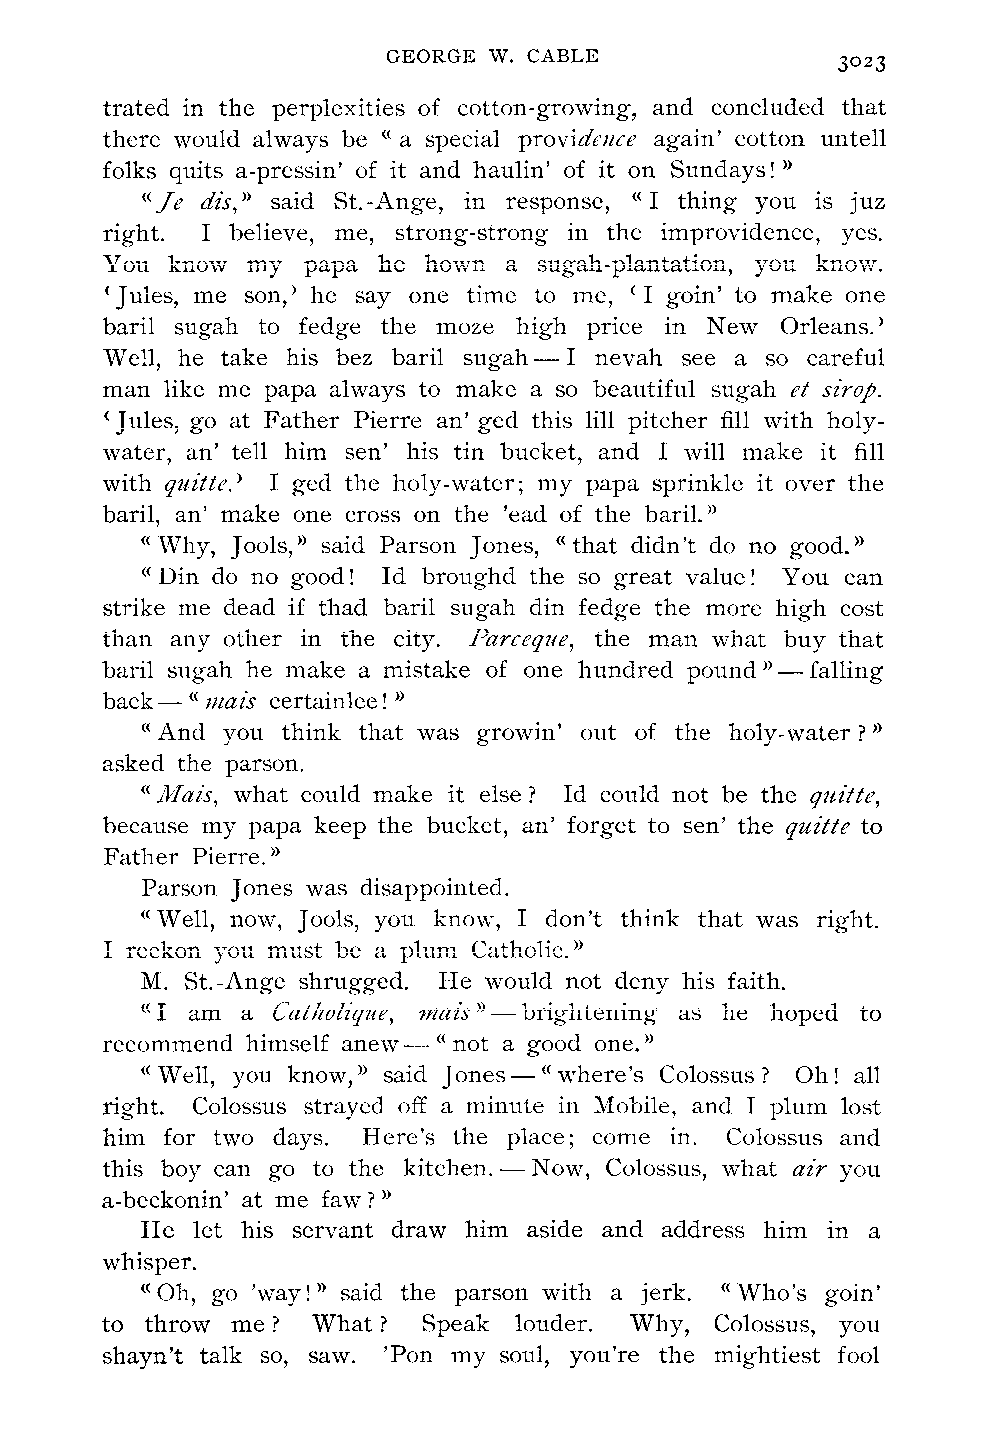 GEORGE W. CABLE
3023
trated in the perplexities of cotton-growing, and concluded that
there would always be “a special providence again’ cotton untell
folks quits a-pressin’ of it and haulin’ of it on Sundays!”
“Je dis,” said St.-Ange, in response, “I thing you is juz
right. I believe, me, strong-strong in the improvidence, yes.
You know my papa he hown a sugah-plantation, you know.
‘Jules, me son,’ he say one time to me, ‘I goin’ to make one
baril sugah to fedge the moze high price in New Orleans.’
Well, he take his bez baril sugah—I nevah see a so careful
man like me papa always to make a so beautiful sugah et sirop.
‘Jules, go at Father Pierre an’ ged this lill pitcher fill with holy-
water, an’ tell him sen’ his tin bucket, and I will make it fill
with quitte.’ I ged the holy-water; my papa sprinkle it over the
baril, an’ make one cross on the ’ead of the baril.”
“Why, Jools,” said Parson Jones, “that didn’t do no good.”
“Din do no good! Id broughd the so great value! You can
strike me dead if thad baril sugah din fedge the more high cost
than any other in the city. Parceque, the man what buy that
baril sugah he make a mistake of one hundred pound”—falling
back—“mais certainlee!”
“And you think that was growin’ out of the holy-water?”
asked the parson.
“Mais, what could make it else? Id could not be the quitte,
because my papa keep the bucket, an’ forget to sen’ the quitte to
Father Pierre.”
Parson Jones was disappointed.
“Well, now, Jools, you know, I don’t think that was right.
I reckon you must be a plum Catholic.”
M. St.-Ange shrugged. He would not deny his faith.
“I am a Catholique, mais”—brightening as he hoped to
recommend himself anew—“not a good one.”
“Well, you know,” said Jones—“where’s Colossus? Oh! all
right. Colossus strayed off a minute in Mobile, and I plum lost
him for two days. Here’s the place; come in. Colossus and
this boy can go to the kitchen.—Now, Colossus, what air you
a-beckonin’ at me faw?”
He let his servant draw him aside and address him in a
whisper.
“Oh, go ’way!” said the parson with a jerk. “Who’s goin’
to throw me? What? Speak louder. Why, Colossus, you
shayn’t talk so, saw. ’Pon my soul, you’re the mightiest fool